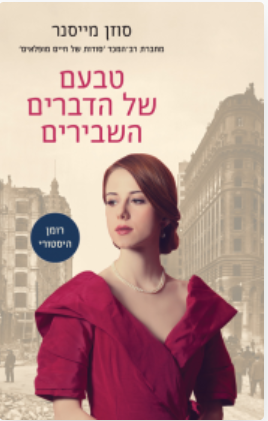 סוזן מייסנר
מחברת רב־המכר 'סודות של חיים מופלאים'
טבעם
של הדברים
השבירים
רומן
היסטורי